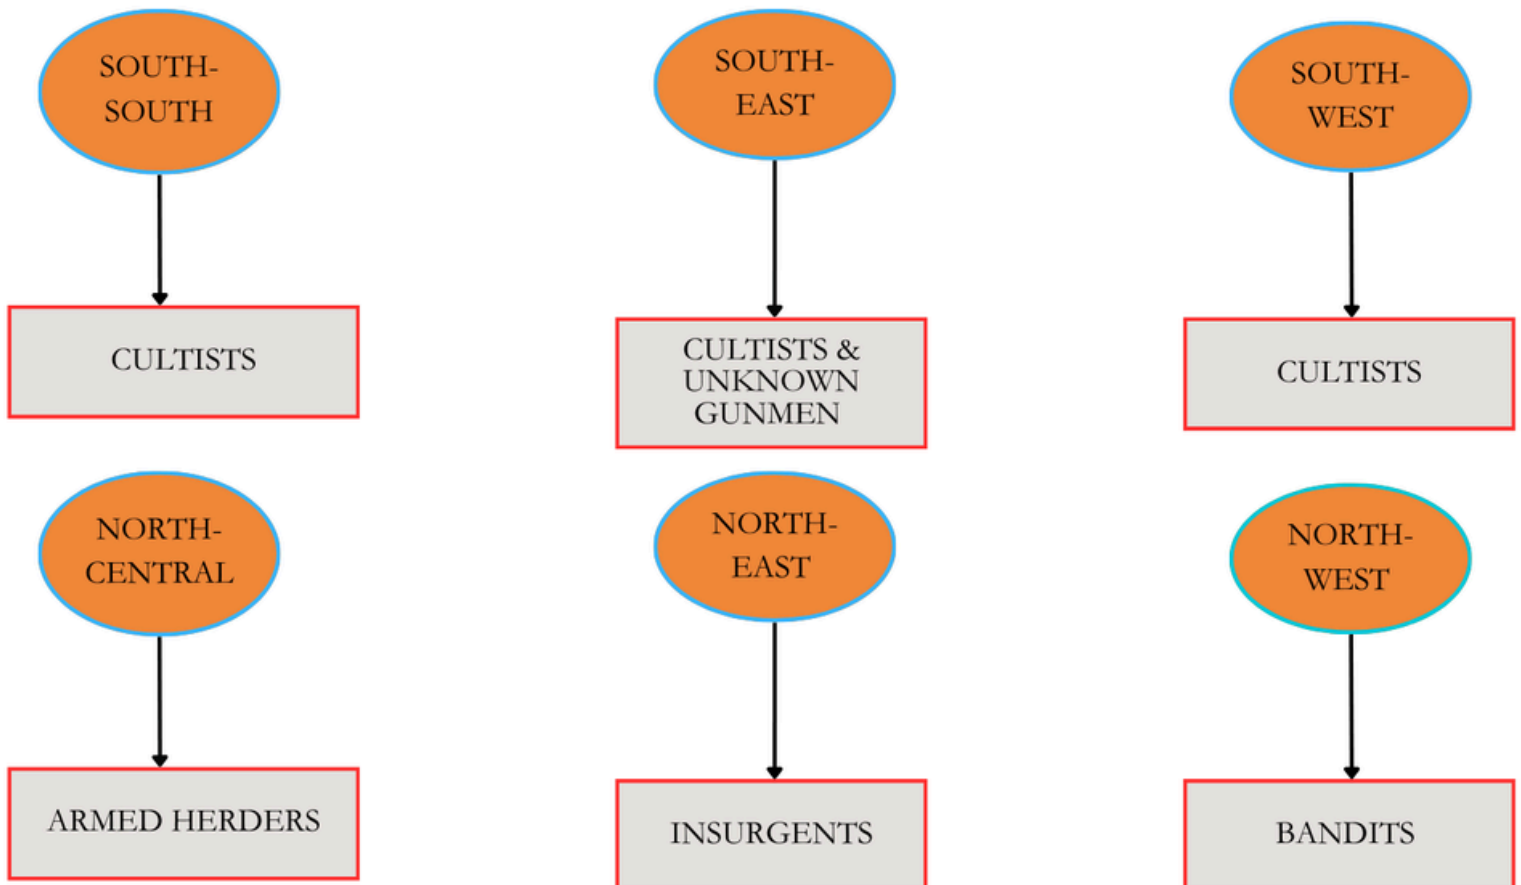 SOUTH-
SOUTH
SOUTH-
EAST
SOUTH-
WEST
CULTISTS
CULTISTS &
UNKNOWN
GUNMEN
CULTISTS
NORTH-
CENTRAL
NORTH-
EAST
NORTH-
WEST
ARMED HERDERS
INSURGENTS
BANDITS